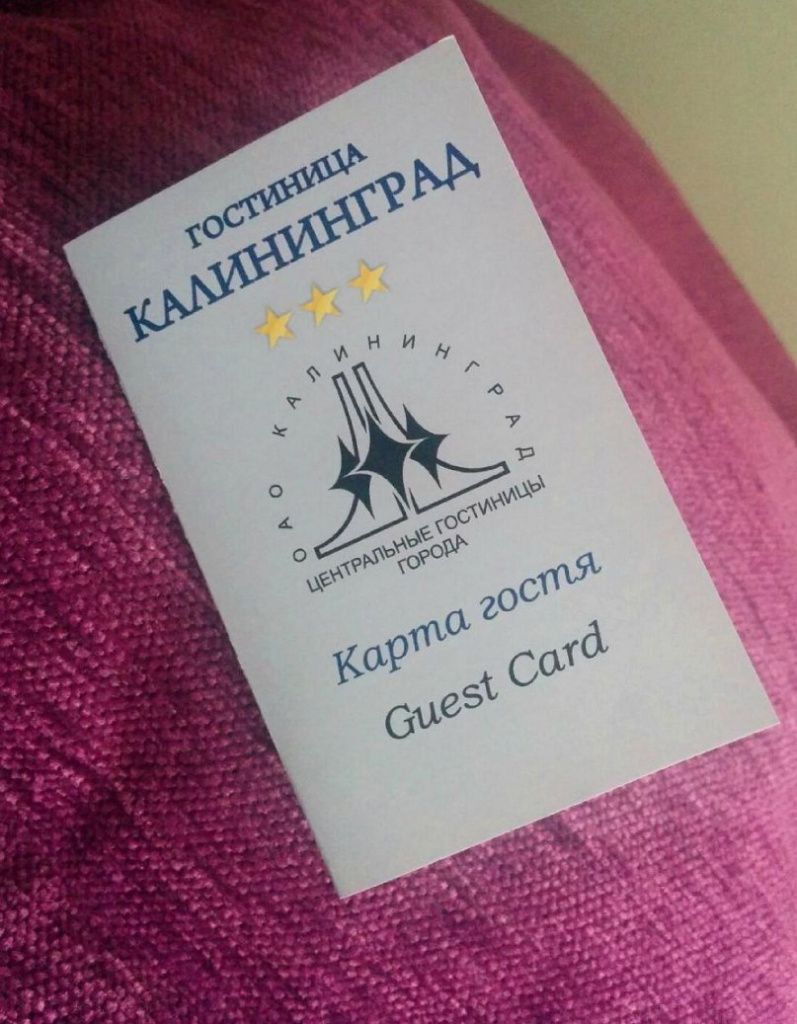 ГОСТИНИЦА
КАЛИНИНГРАД
ОАО КАЛИНИНГРАД
ЦЕНТРАЛЬНЫЕ ГОСТИНИЦЫ
ГОРОДА
Карта гостя
Guest Card